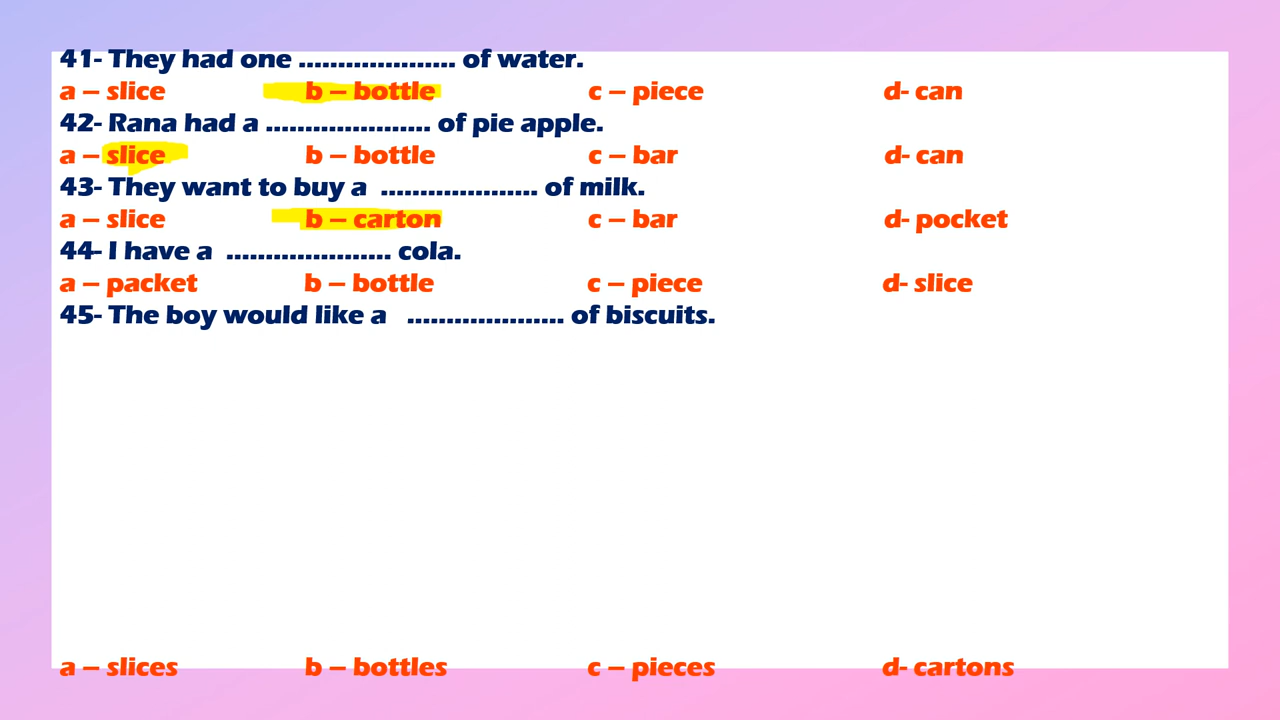 41- They had one .................... of water.
a – slice b – bottle c – piece d- can
42- Rana had a ..................... of pie apple.
a – slice b – bottle c – bar d- can
43- They want to buy a .................... of milk.
a – slice b – carton c – bar d- pocket
44- I have a ..................... cola.
a – packet b – bottle c – piece d- slice
45- The boy would like a .................... of biscuits.
a – slices b – bottles c – pieces d- cartons